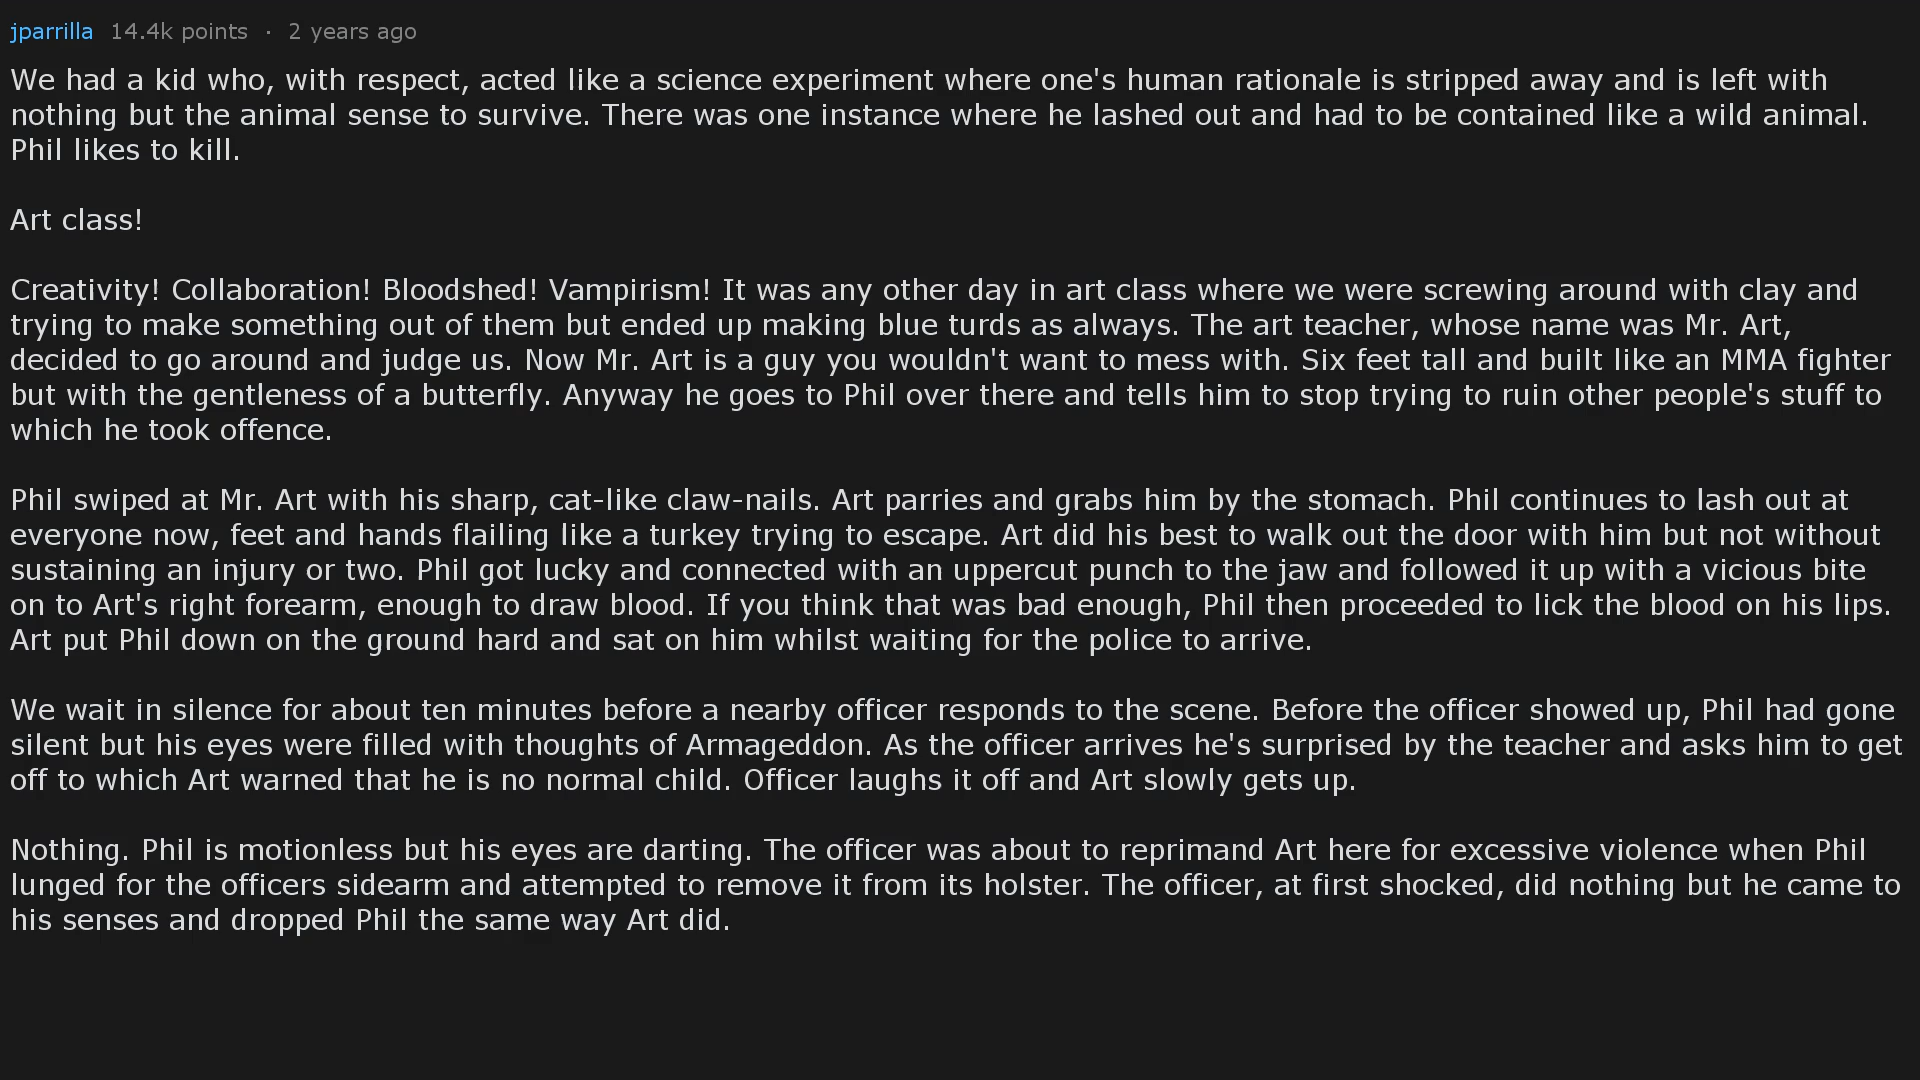 jparrilla 14.4k points · 2 years ago
We had a kid who, with respect, acted like a science experiment where one's human rationale is stripped away and is left with
nothing but the animal sense to survive. There was one instance where he lashed out and had to be contained like a wild animal.
Phil likes to kill.
Art class!
Creativity! Collaboration! Bloodshed! Vampirism! It was any other day in art class where we were screwing around with clay and
trying to make something out of them but ended up making blue turds as always. The art teacher, whose name was Mr. Art,
decided to go around and judge us. Now Mr. Art is a guy you wouldn't want to mess with. Six feet tall and built like an MMA fighter
but with the gentleness of a butterfly. Anyway he goes to Phil over there and tells him to stop trying to ruin other people's stuff to
which he took offence.
Phil swiped at Mr. Art with his sharp, cat-like claw-nails. Art parries and grabs him by the stomach. Phil continues to lash out at
everyone now, feet and hands flailing like a turkey trying to escape. Art did his best to walk out the door with him but not without
sustaining an injury or two. Phil got lucky and connected with an uppercut punch to the jaw and followed it up with a vicious bite
on to Art's right forearm, enough to draw blood. If you think that was bad enough, Phil then proceeded to lick the blood on his lips.
Art put Phil down on the ground hard and sat on him whilst waiting for the police to arrive.
We wait in silence for about ten minutes before a nearby officer responds to the scene. Before the officer showed up, Phil had gone
silent but his eyes were filled with thoughts of Armageddon. As the officer arrives he's surprised by the teacher and asks him to get
off to which Art warned that he is no normal child. Officer laughs it off and Art slowly gets up.
Nothing. Phil is motionless but his eyes are darting. The officer was about to reprimand Art here for excessive violence when Phil
lunged for the officers sidearm and attempted to remove it from its holster. The officer, at first shocked, did nothing but he came to
his senses and dropped Phil the same way Art did.